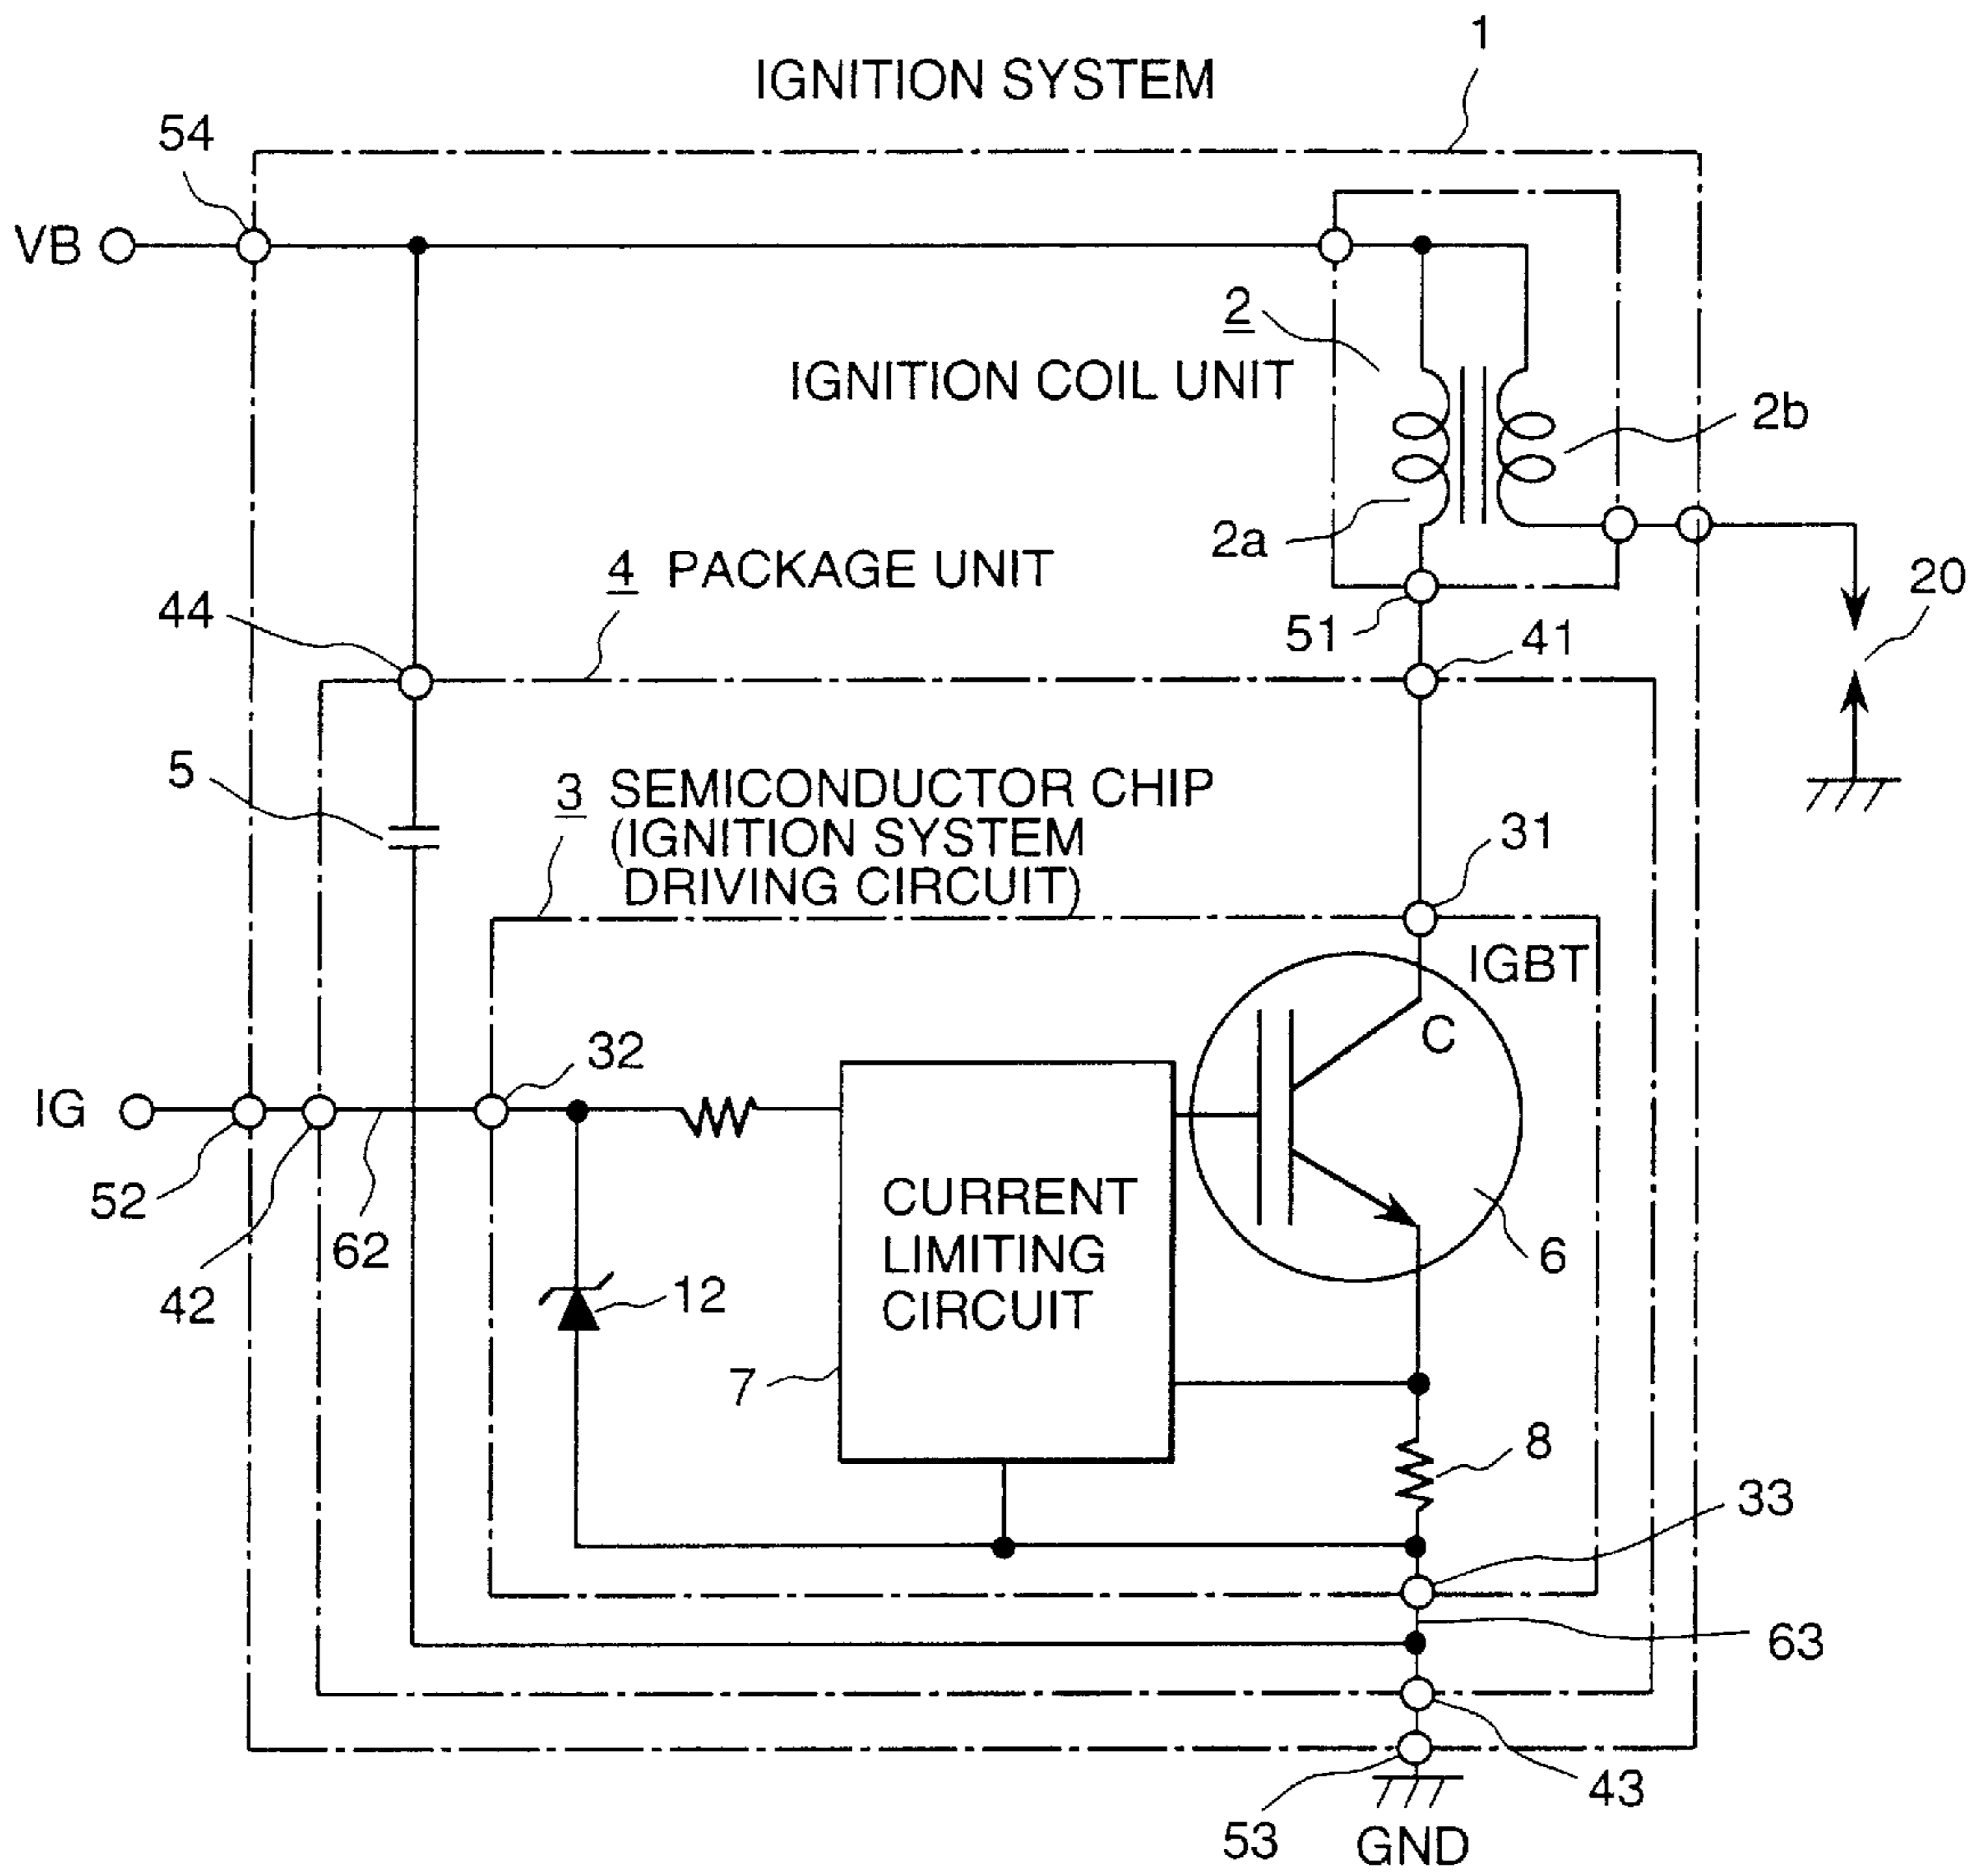 1
IGNITION SYSTEM
54
VB
2
IGNITION COIL UNIT
2b
2a
4 PACKAGE UNIT
20
44
51
41
5
3 SEMICONDUCTOR CHIP
(IGNITION SYSTEM
DRIVING CIRCUIT)
31
IGBT
C
32
IG
52
62
42
CURRENT
LIMITING
CIRCUIT
6
12
7
8
33
63
43
53
GND